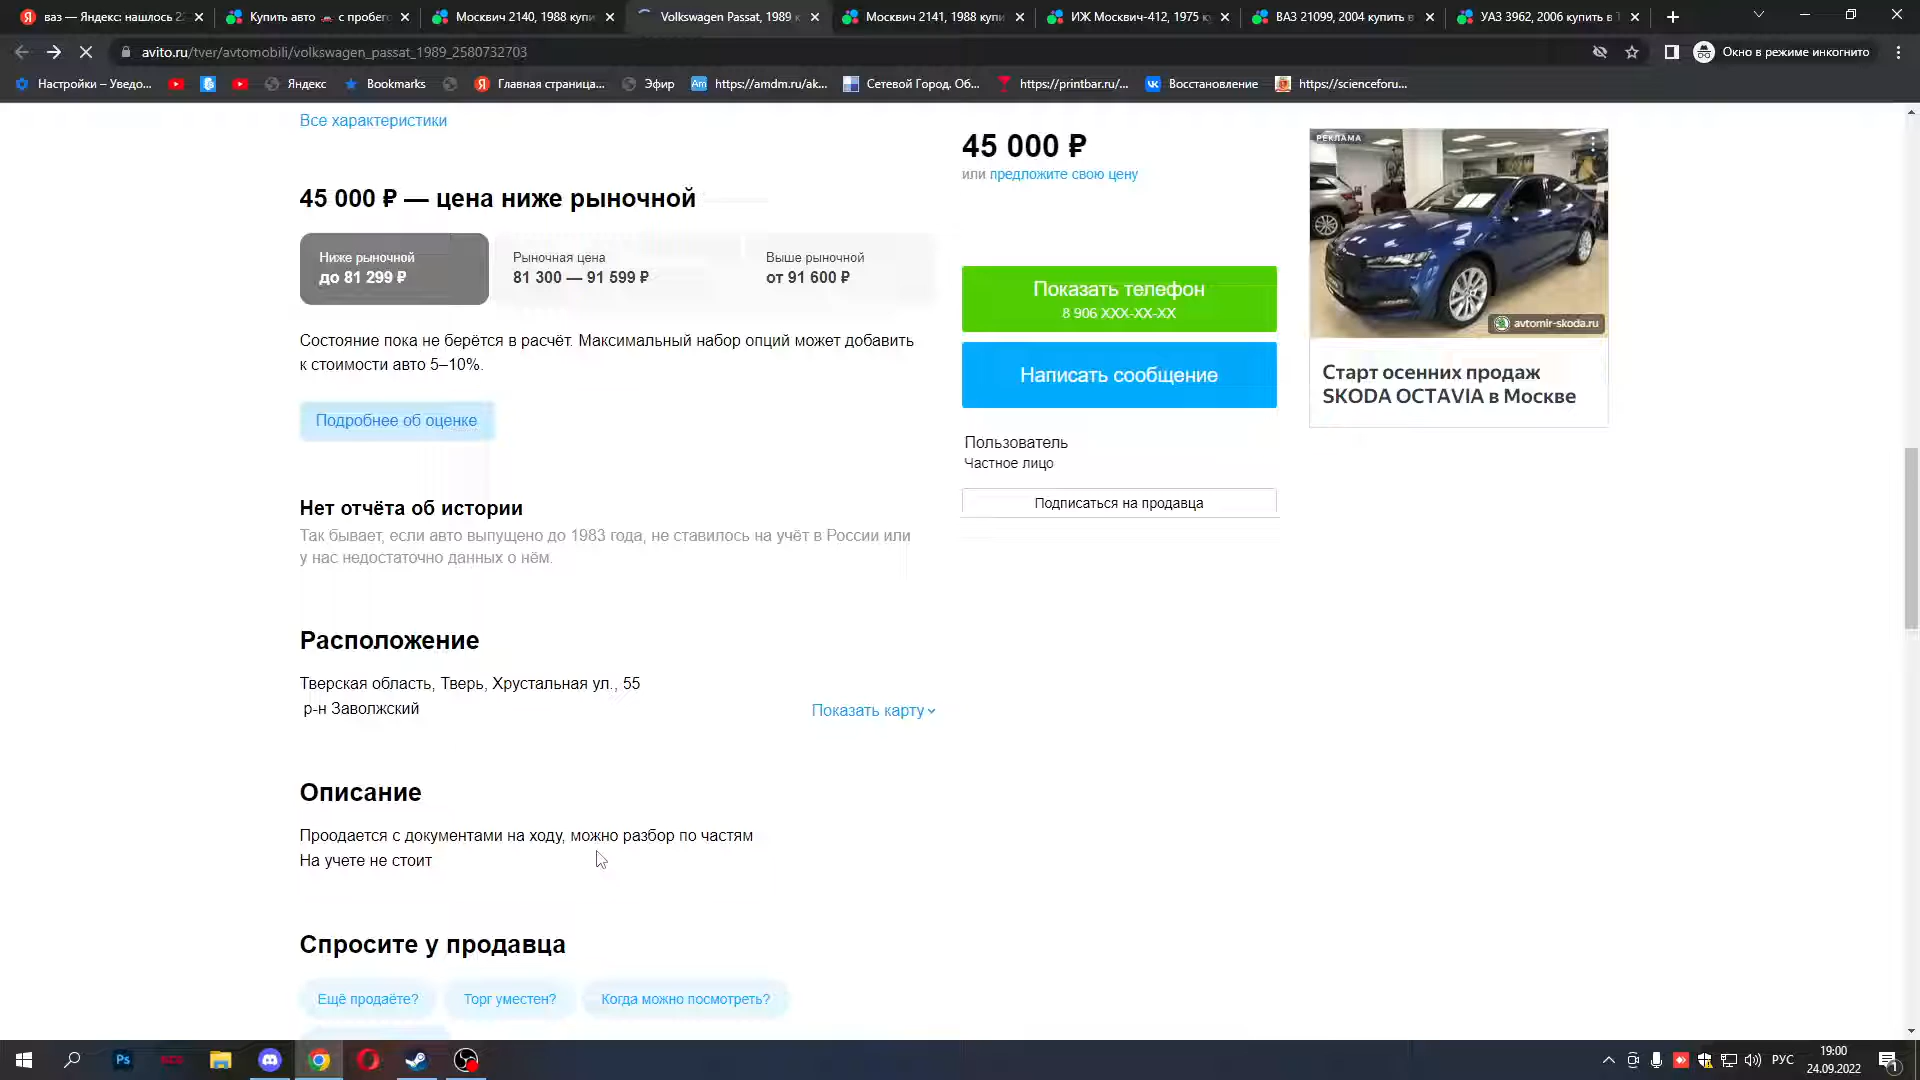 ваз — Яндекс: нашлось 2
Купить авто 🚗 с пробег
Москвич 2140, 1988 купи
Volkswagen Passat, 1989 к
Москвич 2141, 1988 купи
ИЖ Москвич-412, 1975 к
ВАЗ 21099, 2004 купить в
УАЗ 3962, 2006 купить в Т
avito.ru/tver/avtomobili/volkswagen_passat_1989_2580732703
Окно в режиме инкогнито
Настройки – Уведо...
Яндекс
Bookmarks
Главная страница...
Эфир
Am
https://amdm.ru/ak...
Сетевой Город. Об...
https://printbar.ru/...
Восстановление
https://scienceforu...
Все характеристики
45 000 ₽ — цена ниже рыночной
Ниже рыночной
до 81 299 ₽
Рыночная цена
81 300 — 91 599 ₽
Выше рыночной
от 91 600 ₽
Состояние пока не берётся в расчёт. Максимальный набор опций может добавить
к стоимости авто 5–10%.
Подробнее об оценке
Нет отчёта об истории
Так бывает, если авто выпущено до 1983 года, не ставилось на учёт в России или
у нас недостаточно данных о нём.
Расположение
Тверская область, Тверь, Хрустальная ул., 55
р-н Заволжский
Показать карту
Описание
Проодается с документами на ходу, можно разбор по частям
На учете не стоит
Спросите у продавца
Ещё продаёте?
Торг уместен?
Когда можно посмотреть?
45 000 ₽
или предложите свою цену
Показать телефон
8 906 XXX-XX-XX
Написать сообщение
Пользователь
Частное лицо
Подписаться на продавца
РЕКЛАМА
avtomir-skoda.ru
Старт осенних продаж
SKODA OCTAVIA в Москве
Ps
РУС
19:00
24.09.2022
1